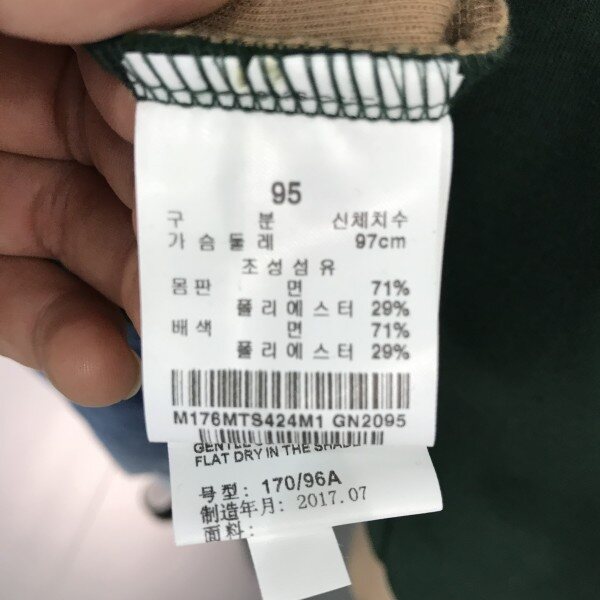 95
구 분 신체치수
가슴둘레 97cm
조성섬유
몸판 면 71%
폴리에스터 29%
배색 면 71%
폴리에스터 29%
M176MTS424M1 GN2095
GENTLE
FLAT DRY IN THE SHADE
号型: 170/96A
制造年月: 2017.07
面料: